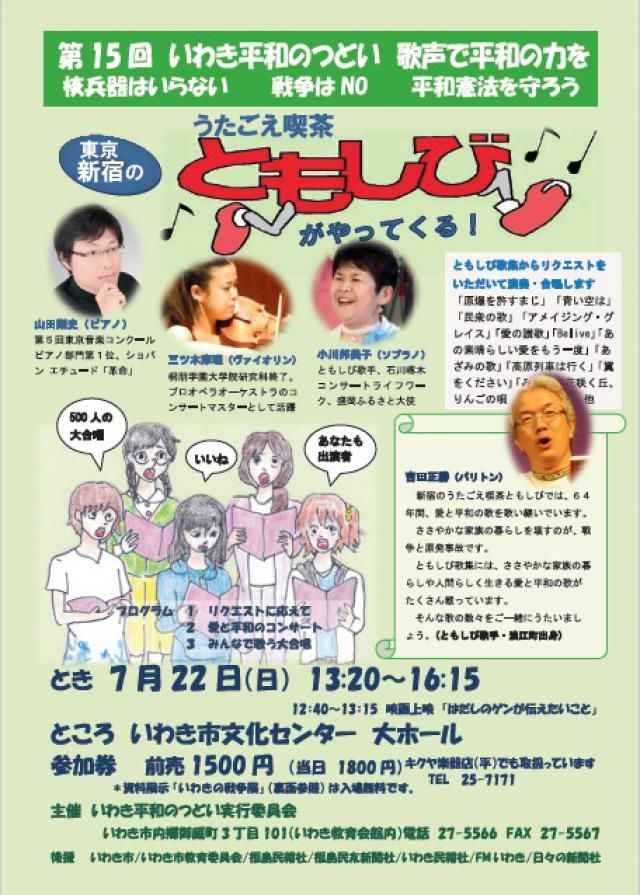 第15回 いわき平和のつどい 歌声で平和の力を
核兵器はいらない 戦争はNO 平和憲法を守ろう
うたごえ喫茶
東京
新宿の
ともしび
がやってくる！
山田剛史（ピアノ）
第５回東京音楽コンクール
ピアノ部門第１位、ショパ
ン エチュード「革命」
三ツ木摩理（ヴァイオリン）
桐朋学園大学院研究科終了。
プロオペラオーケストラのコ
ンサートマスターとして活躍
小川邦美子（ソプラノ）
ともしび歌手、石川啄木
コンサートライフワー
ク、盛岡ふるさと大使
ともしび歌集からリクエストを
いただいて演奏・合唱します
「原爆を許すまじ」「青い空は」
「民衆の歌」「アメイジング・グ
レイス」「愛の讃歌」「Belive」「あ
の素晴らしい愛をもう一度」「あ
ざみの歌」「高原列車は行く」「翼
をください」 花咲く丘、
りんごの唄 他
500人の
大合唱
いいね
あなたも
出演者
吉田正勝（バリトン）
新宿のうたごえ喫茶ともしびでは、６４
年間、愛と平和の歌を歌い継いでいます。
ささやかな家族の暮らしを壊すのが、戦
争と原発事故です。
ともしび歌集には、ささやかな家族の暮
らしや人間らしく生きる愛と平和の歌が
たくさん載っています。
そんな歌の数々をご一緒にうたいまし
ょう。（ともしび歌手・浪江町出身）
プログラム 1 リクエストに応えて
2 愛と平和のコンサート
3 みんなで歌う大合唱
とき 7月22日(日) 13:20～16:15
12:40～13:15 映画上映 「はだしのゲンが伝えたいこと」
ところ いわき市文化センター 大ホール
参加券 前売1500円 （当日 1800円）キクヤ楽器店(平)でも取扱っています
TEL 25-7171
＊資料展示「いわきの戦争展」(裏面参照)は入場無料です。
主催 いわき平和のつどい実行委員会
いわき市内郷御厩町3丁目101(いわき教育会館内)電話 27-5566 FAX 27-5567
後援 いわき市/いわき市教育委員会/福島民報社/福島民友新聞社/いわき民報社/FMいわき/日々の新聞社